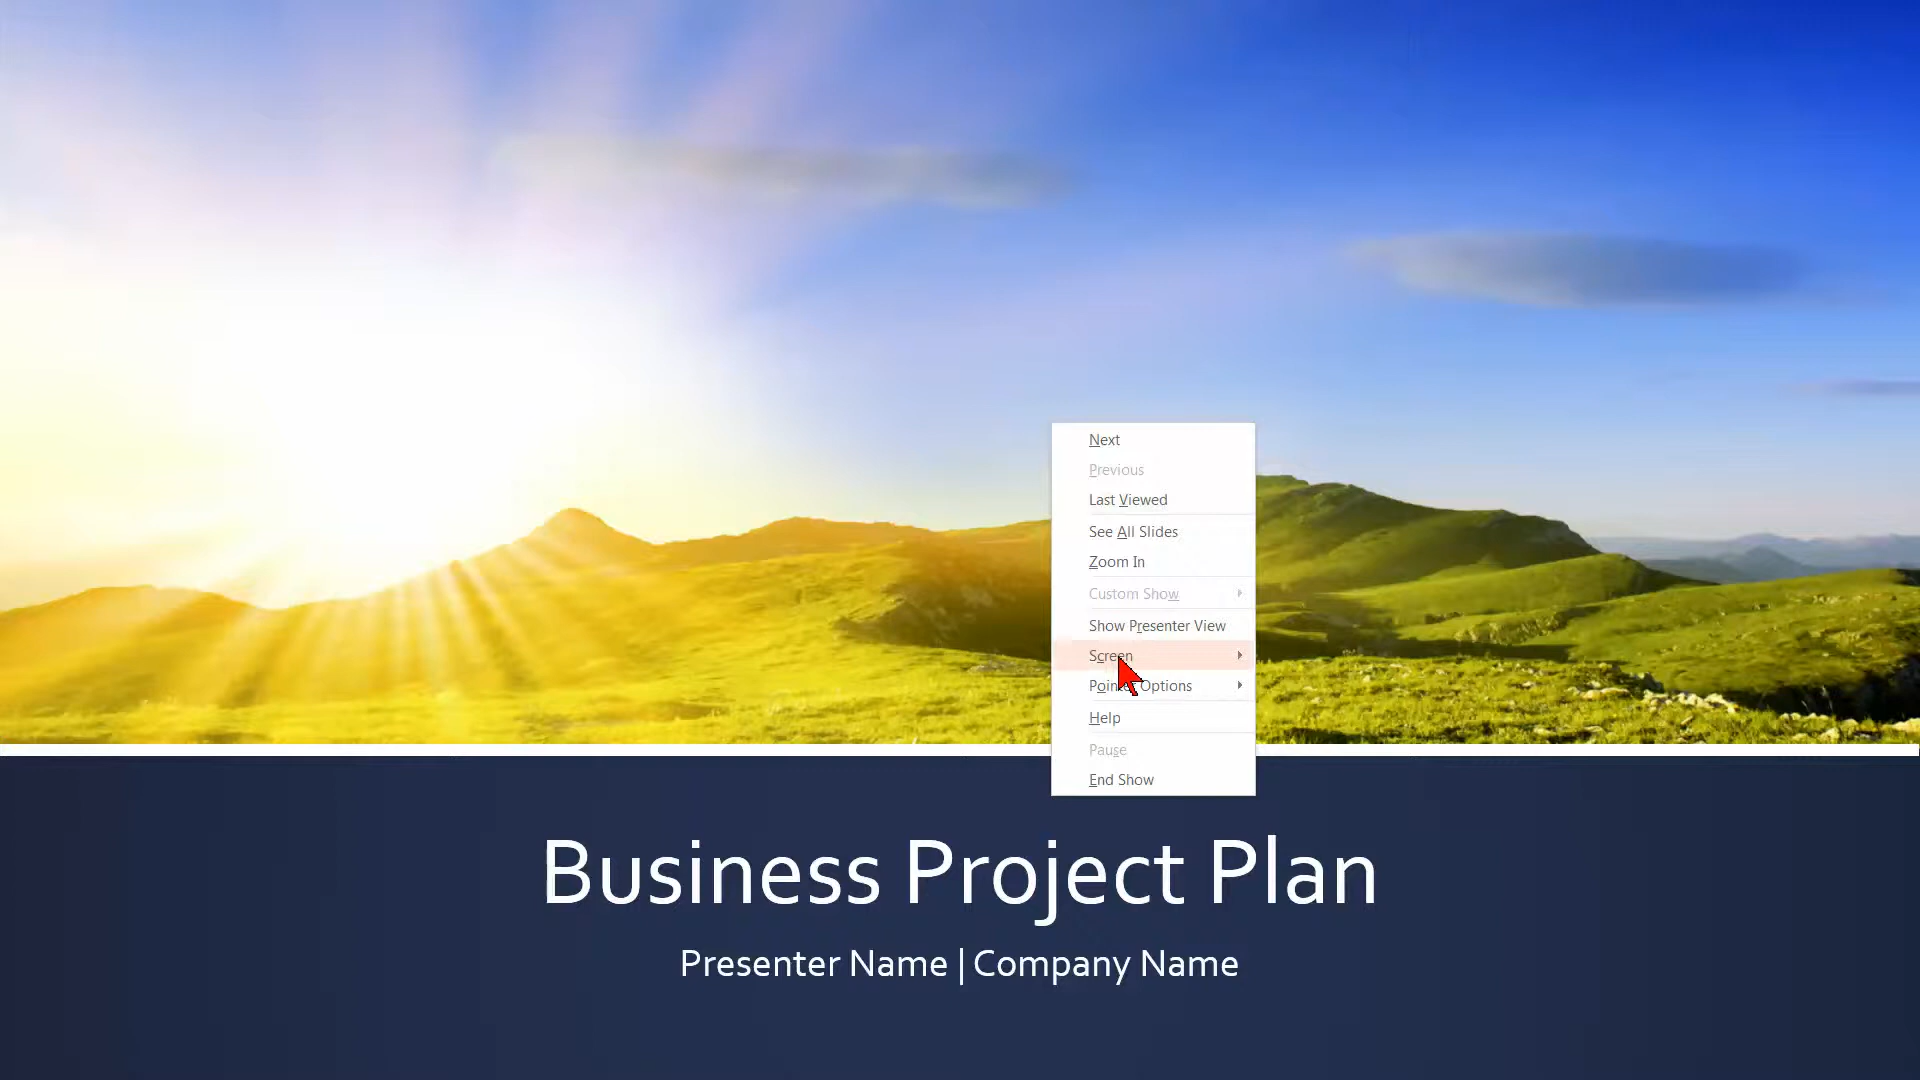 Next
Previous
Last Viewed
See All Slides
Zoom In
Custom Show
Show Presenter View
Screen
Pointer Options
Help
Pause
End Show
Business Project Plan
Presenter Name | Company Name